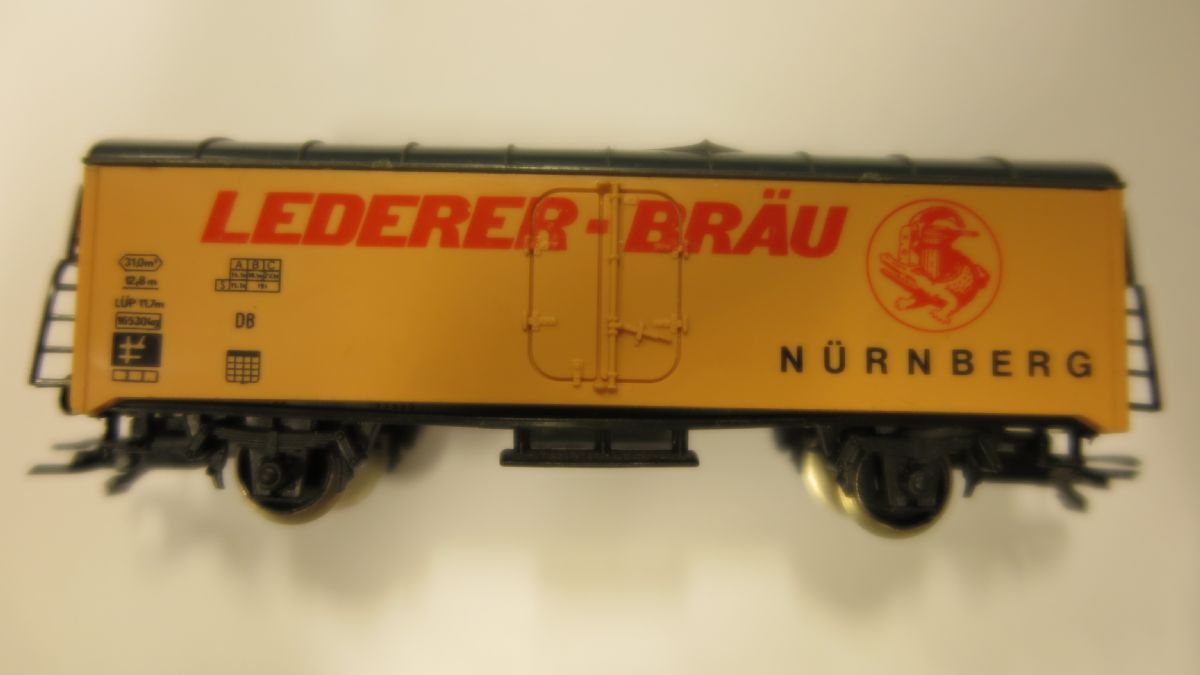 LEDERER-BRÄU
31,0m³
12,8m
LÜP 11,7m
A B C
S
DB
NÜRNBERG